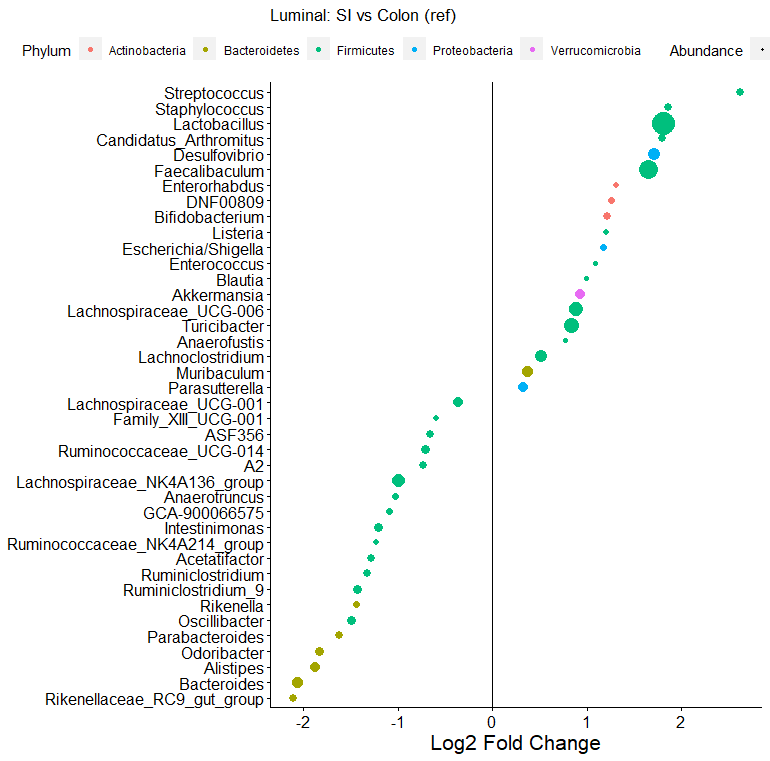 Luminal: SI vs Colon (ref)
Phylum Actinobacteria Bacteroidetes Firmicutes Proteobacteria Verrucomicrobia Abundance
Streptococcus
Staphylococcus
Lactobacillus
Candidatus_Arthromitus
Desulfovibrio
Faecalibaculum
Enterorhabdus
DNF00809
Bifidobacterium
Listeria
Escherichia/Shigella
Enterococcus
Blautia
Akkermansia
Lachnospiraceae_UCG-006
Turicibacter
Anaerofustis
Lachnoclostridium
Muribaculum
Parasutterella
Lachnospiraceae_UCG-001
Family_XIII_UCG-001
ASF356
Ruminococcaceae_UCG-014
A2
Lachnospiraceae_NK4A136_group
Anaerotruncus
GCA-900066575
Intestinimonas
Ruminococcaceae_NK4A214_group
Acetatifactor
Ruminiclostridium
Ruminiclostridium_9
Rikenella
Oscillibacter
Parabacteroides
Odoribacter
Alistipes
Bacteroides
Rikenellaceae_RC9_gut_group
-2 -1 0 1 2
Log2 Fold Change